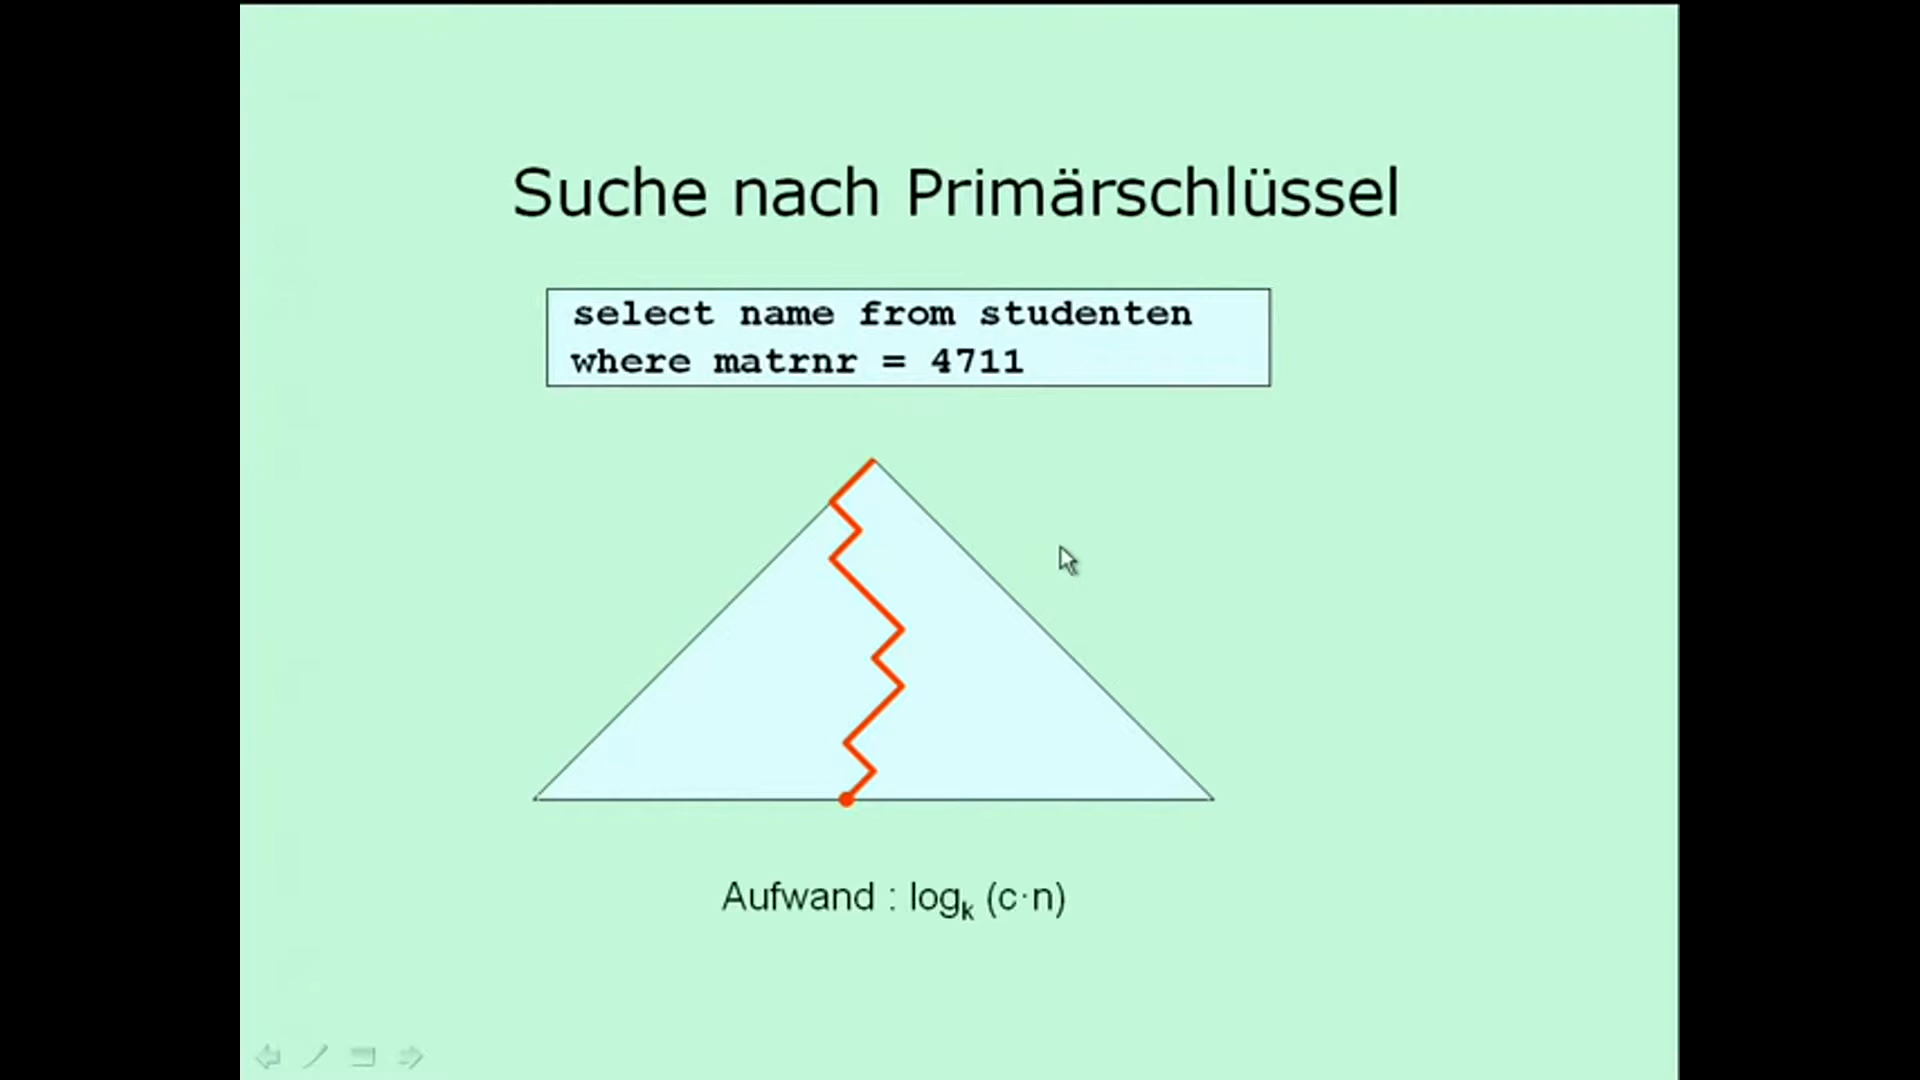 Suche nach Primärschlüssel
select name from studenten
where matrnr = 4711
Aufwand : logk (c·n)